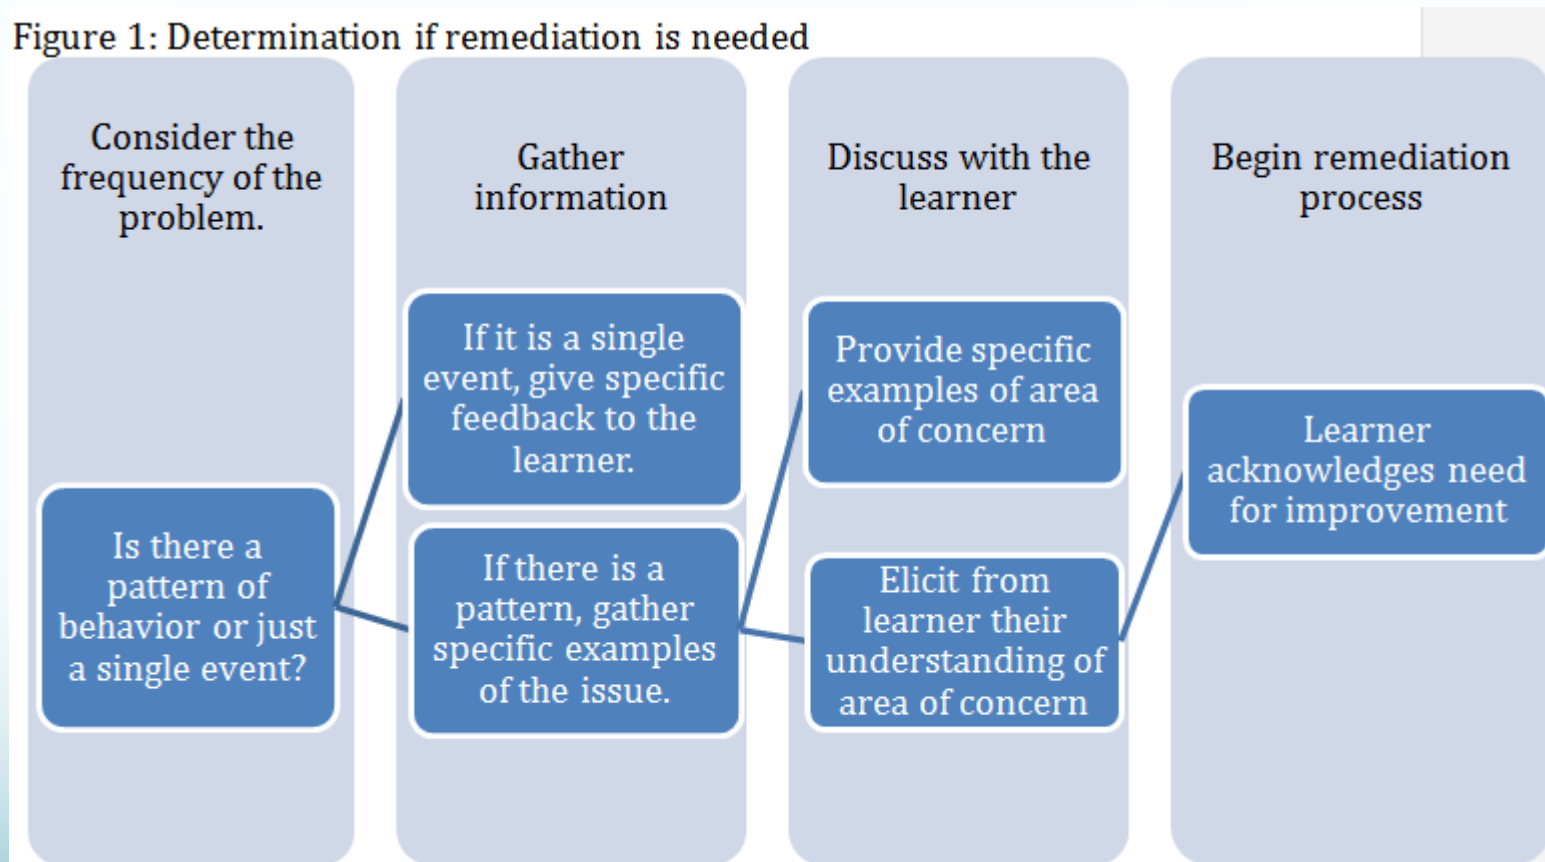 Figure 1: Determination if remediation is needed
Consider the
frequency of the
problem.
Is there a
pattern of
behavior or just
a single event?
Gather
information
If it is a single
event, give specific
feedback to the
learner.
If there is a
pattern, gather
specific examples
of the issue.
Discuss with the
learner
Provide specific
examples of area
of concern
Elicit from
learner their
understanding of
area of concern
Begin remediation
process
Learner
acknowledges need
for improvement